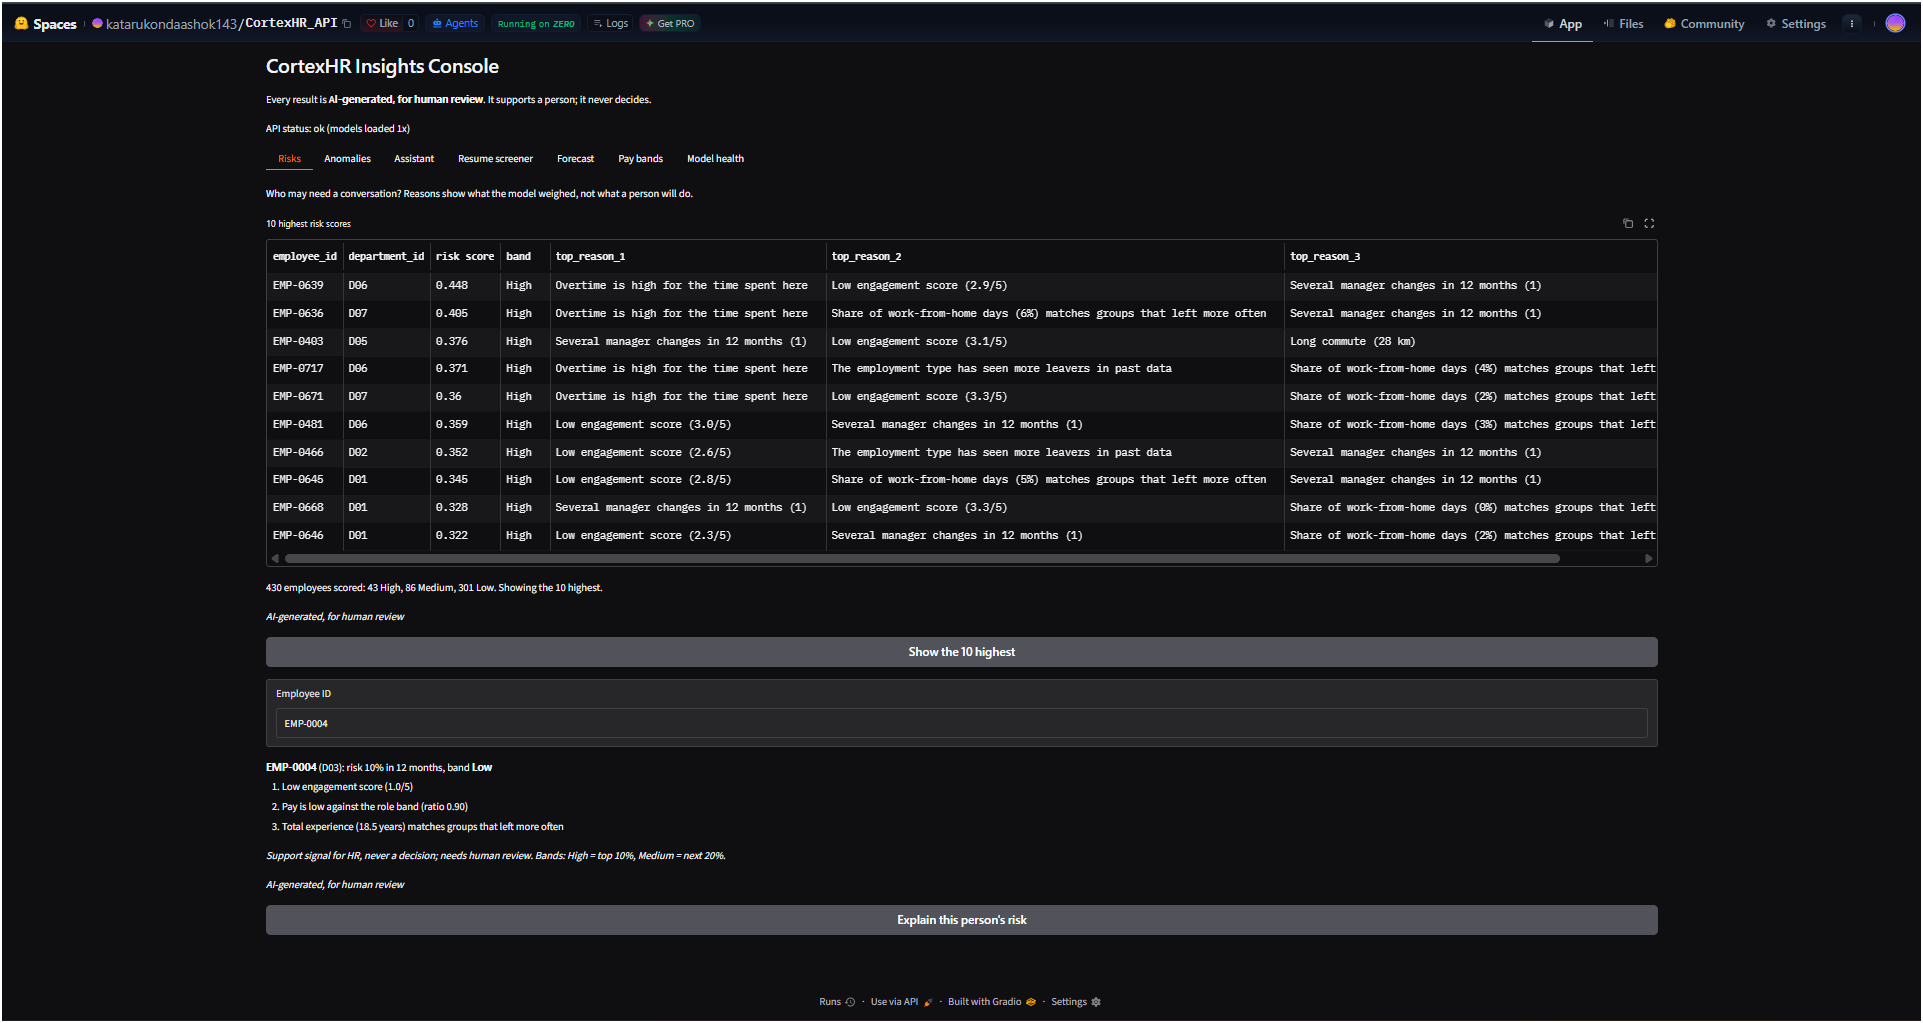 Spaces katarukondaashok143/CortexHR_API Like 0 Agents Running on ZERO Logs Get PRO App Files Community Settings
CortexHR Insights Console
Every result is AI-generated, for human review. It supports a person; it never decides.
API status: ok (models loaded 1x)
Risks Anomalies Assistant Resume screener Forecast Pay bands Model health
Who may need a conversation? Reasons show what the model weighed, not what a person will do.
10 highest risk scores
employee_id department_id risk score band top_reason_1 top_reason_2 top_reason_3
EMP-0639 D06 0.448 High Overtime is high for the time spent here Low engagement score (2.9/5) Several manager changes in 12 months (1)
EMP-0636 D07 0.405 High Overtime is high for the time spent here Share of work-from-home days (6%) matches groups that left more often Several manager changes in 12 months (1)
EMP-0403 D05 0.376 High Several manager changes in 12 months (1) Low engagement score (3.1/5) Long commute (28 km)
EMP-0717 D06 0.371 High Overtime is high for the time spent here The employment type has seen more leavers in past data Share of work-from-home days (4%) matches groups that left
EMP-0671 D07 0.36 High Overtime is high for the time spent here Low engagement score (3.3/5) Share of work-from-home days (2%) matches groups that left
EMP-0481 D06 0.359 High Low engagement score (3.0/5) Several manager changes in 12 months (1) Share of work-from-home days (3%) matches groups that left
EMP-0466 D02 0.352 High Low engagement score (2.6/5) The employment type has seen more leavers in past data Several manager changes in 12 months (1)
EMP-0645 D01 0.345 High Low engagement score (2.8/5) Share of work-from-home days (5%) matches groups that left more often Several manager changes in 12 months (1)
EMP-0668 D01 0.328 High Several manager changes in 12 months (1) Low engagement score (3.3/5) Share of work-from-home days (0%) matches groups that left
EMP-0646 D01 0.322 High Low engagement score (2.3/5) Several manager changes in 12 months (1) Share of work-from-home days (2%) matches groups that left
430 employees scored: 43 High, 86 Medium, 301 Low. Showing the 10 highest.
AI-generated, for human review
Show the 10 highest
Employee ID
EMP-0004
EMP-0004 (D03): risk 10% in 12 months, band Low
1. Low engagement score (1.0/5)
2. Pay is low against the role band (ratio 0.90)
3. Total experience (18.5 years) matches groups that left more often
Support signal for HR, never a decision; needs human review. Bands: High = top 10%, Medium = next 20%.
AI-generated, for human review
Explain this person's risk
Runs · Use via API · Built with Gradio · Settings